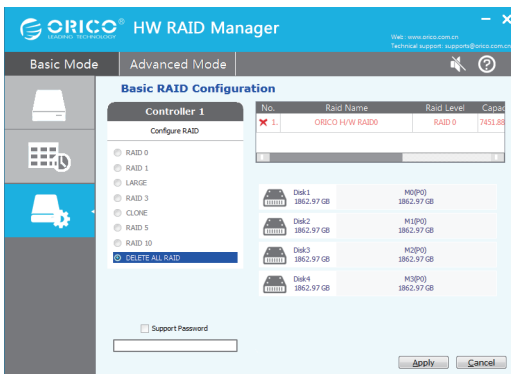 ORICO® HW RAID Manager
LEADING TECHNOLOGY
Web: www.orico.com.cn
Technical support: supports@orico.com.cn
Basic Mode Advanced Mode
Basic RAID Configuration
Controller 1
Configure RAID
RAID 0
RAID 1
LARGE
RAID 3
CLONE
RAID 5
RAID 10
DELETE ALL RAID
Support Password
No. Raid Name Raid Level Capac
1. ORICO H/W RAID0 RAID 0 7451.88
Disk1 M0(P0)
1862.97 GB 1862.97 GB
Disk2 M1(P0)
1862.97 GB 1862.97 GB
Disk3 M2(P0)
1862.97 GB 1862.97 GB
Disk4 M3(P0)
1862.97 GB 1862.97 GB
Apply Cancel